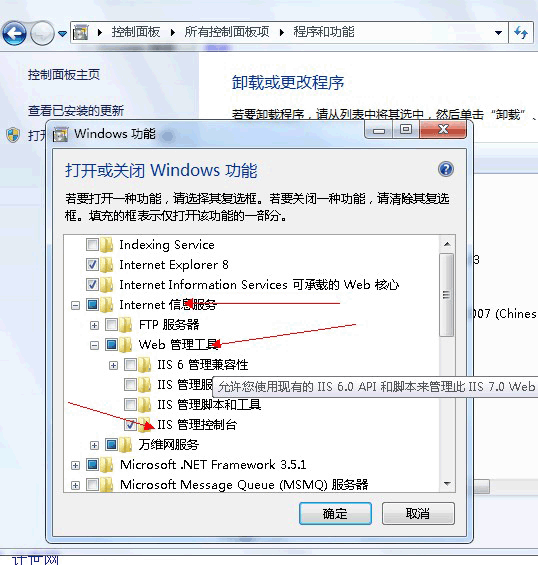 控制面板 所有控制面板项 程序和功能
控制面板主页
卸载或更改程序
查看已安装的更新
若要卸载程序，请从列表中将其选中，然后单击“卸载”、
打开
Windows 功能
打开或关闭 Windows 功能
若要打开一种功能，请选择其复选框。若要关闭一种功能，请清除其复选框。填充的框表示仅打开该功能的一部分。
Indexing Service
Internet Explorer 8
Internet Information Services 可承载的 Web 核心
Internet 信息服务
FTP 服务器
007 (Chines
Web 管理工具
IIS 6 管理兼容性
IIS 管理服
允许您使用现有的 IIS 6.0 API 和脚本来管理此 IIS 7.0 Web
IIS 管理脚本和工具
IIS 管理控制台
万维网服务
Microsoft .NET Framework 3.5.1
Microsoft Message Queue (MSMQ) 服务器
确定 取消